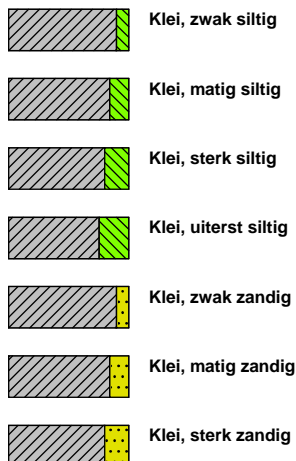 Klei, zwak siltig
Klei, matig siltig
Klei, sterk siltig
Klei, uiterst siltig
Klei, zwak zandig
Klei, matig zandig
Klei, sterk zandig